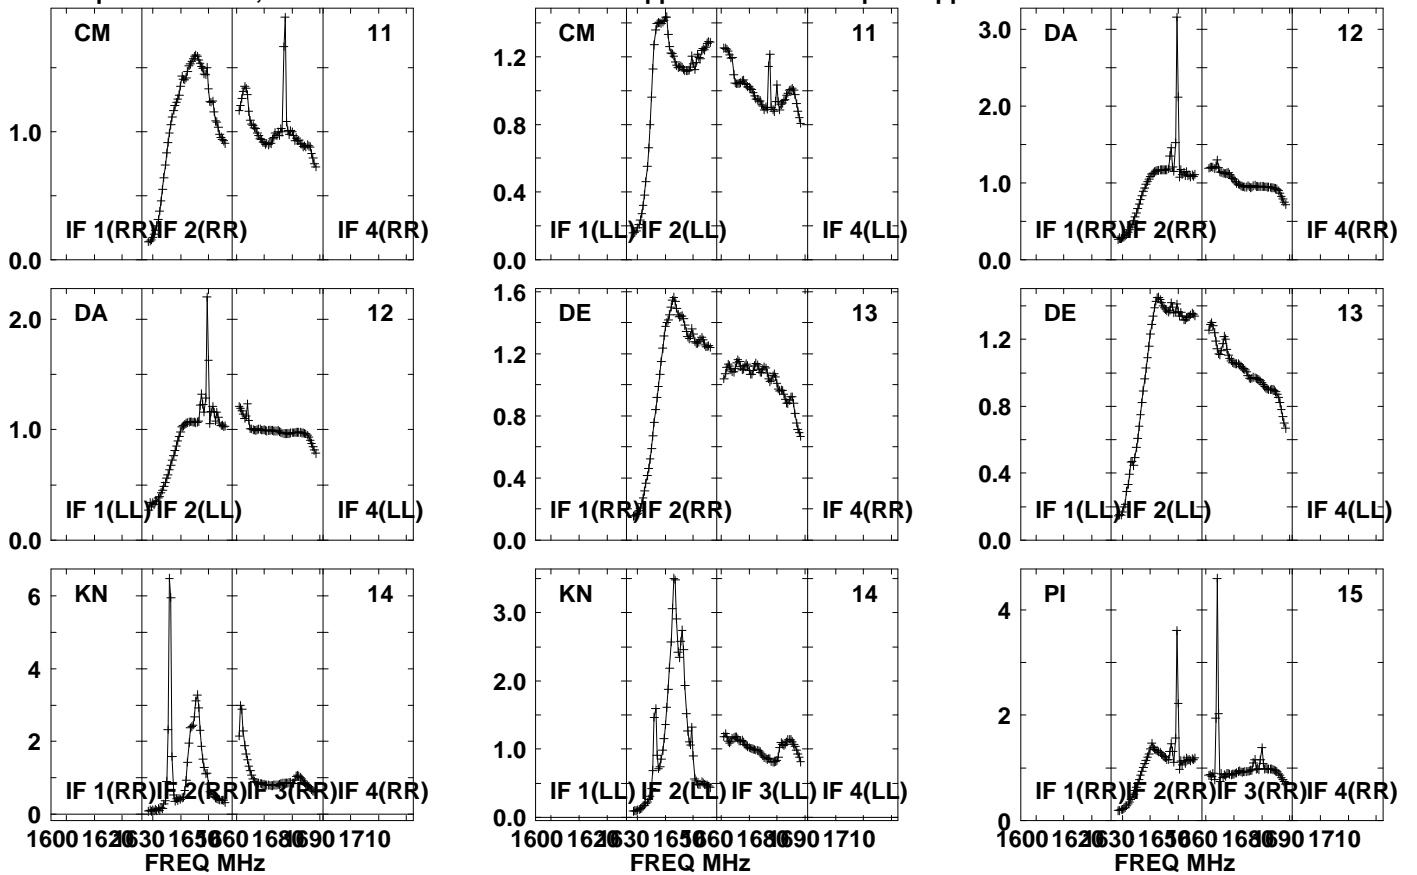 CM 11
1.0
0.0
IF 1(RR) IF 2(RR) IF 4(RR)
CM 11
1.2
0.8
0.4
0.0
IF 1(LL) IF 2(LL) IF 4(LL)
DA 12
3.0
2.0
1.0
0.0
IF 1(RR) IF 2(RR) IF 4(RR)
DA 12
2.0
1.0
0.0
IF 1(LL) IF 2(LL) IF 4(LL)
DE 13
1.6
1.2
0.8
0.4
0.0
IF 1(RR) IF 2(RR) IF 4(RR)
DE 13
1.2
0.8
0.4
0.0
IF 1(LL) IF 2(LL) IF 4(LL)
KN 14
6
4
2
0
IF 1(RR) IF 2(RR) IF 3(RR) IF 4(RR)
1600 1620 1630 1650 1660 1680 1690 1710
FREQ MHz
KN 14
3.0
2.0
1.0
0.0
IF 1(LL) IF 2(LL) IF 3(LL) IF 4(LL)
1600 1620 1630 1650 1660 1680 1690 1710
FREQ MHz
PI 15
4
2
0
IF 1(RR) IF 2(RR) IF 3(RR) IF 4(RR)
1600 1620 1630 1650 1660 1680 1690 1710
FREQ MHz